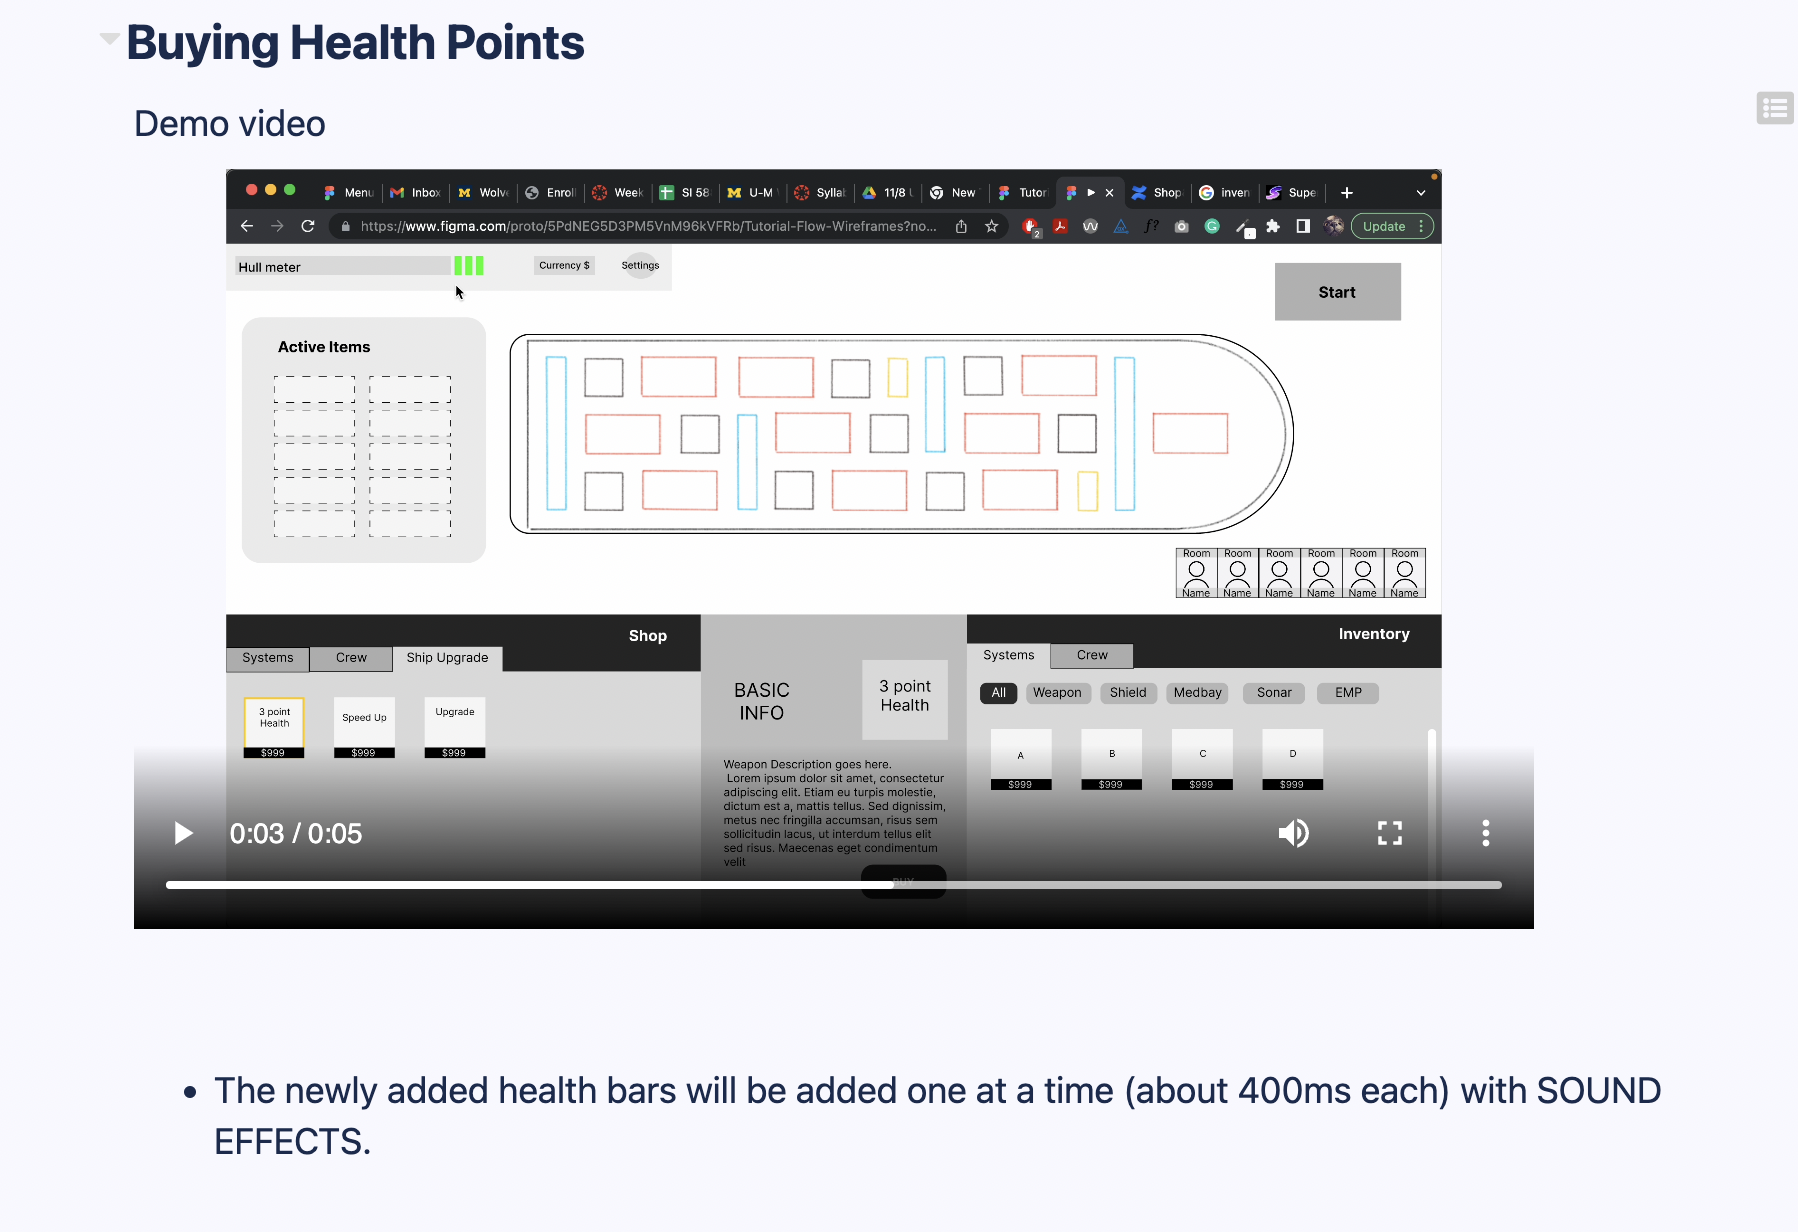 Buying Health Points
Demo video
Menu Inbox Wolv Enroll Week SI 58 U-M Sylla 11/8 New Tutori Shop inven Supe
https://www.figma.com/proto/5PdNEG5D3PM5VnM96kVFRb/Tutorial-Flow-Wireframes?no... 2 f? Update
Hull meter Currency $ Settings
Start
Active Items
Room Room Room Room Room Room
Name Name Name Name Name Name
Shop
Systems Crew Ship Upgrade
3 point
Health
$999
Speed Up
$999
Upgrade
$999
BASIC
INFO
3 point
Health
Weapon Description goes here.
Lorem ipsum dolor sit amet, consectetur
adipiscing elit. Etiam eu turpis molestie,
dictum est a, mattis tellus. Sed dignissim,
metus nec fringilla accumsan, risus sem
sollicitudin lacus, ut interdum tellus elit
sed risus. Maecenas eget condimentum
velit
BUY
Inventory
Systems Crew
All Weapon Shield Medbay Sonar EMP
A B C D
$999 $999 $999 $999
0:03 / 0:05
• The newly added health bars will be added one at a time (about 400ms each) with SOUND
EFFECTS.